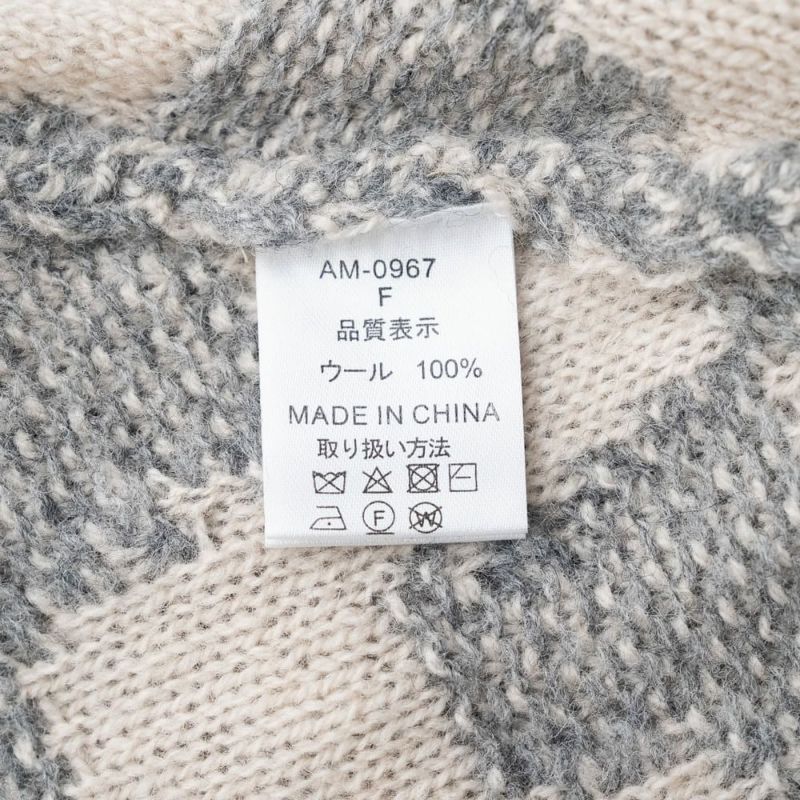 AM-0967
F
品質表示
ウール 100%
MADE IN CHINA
取り扱い方法
F
W